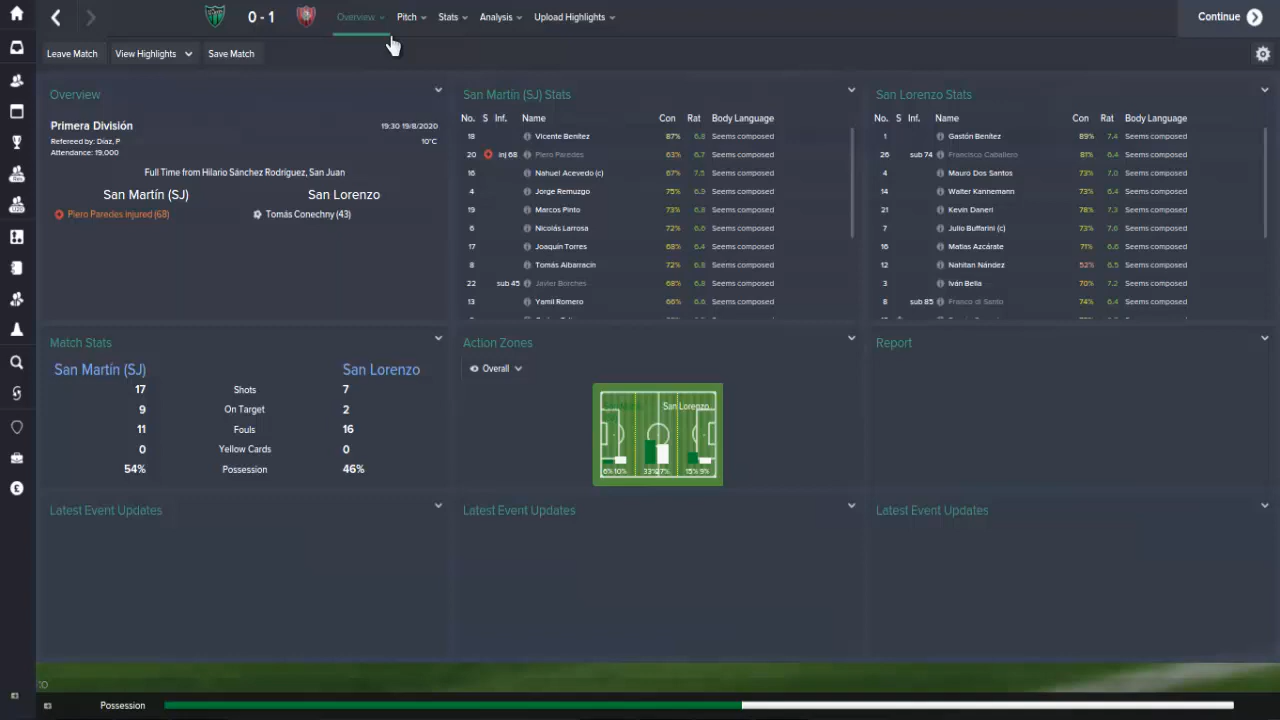 0 - 1
Overview
Pitch
Stats
Analysis
Upload Highlights
Continue
Leave Match
View Highlights
Save Match
Overview
Primera División
19:30 19/8/2020
Refereed by: Díaz, P
10°C
Attendance: 19,000
Full Time from Hilario Sánchez Rodríguez, San Juan
San Martín (SJ)
San Lorenzo
Piero Paredes injured (68)
Tomás Conechny (43)
San Martín (SJ) Stats
No. S Inf. Name Con Rat Body Language
18 Vicente Benítez 87% 6.8 Seems composed
20 inj 68 Piero Paredes 63% 6.7 Seems composed
16 Nahuel Acevedo (c) 67% 7.5 Seems composed
4 Jorge Remuzgo 75% 6.9 Seems composed
19 Marcos Pinto 73% 6.8 Seems composed
6 Nicolás Larrosa 72% 6.6 Seems composed
17 Joaquín Torres 68% 6.4 Seems composed
8 Tomás Albarracín 72% 6.8 Seems composed
22 sub 45 Javier Borches 68% 6.8 Seems composed
13 Yamil Romero 66% 6.6 Seems composed
San Lorenzo Stats
No. S Inf. Name Con Rat Body Language
1 Gastón Benítez 89% 7.4 Seems composed
26 sub 74 Francisco Caballero 81% 6.4 Seems composed
4 Mauro Dos Santos 73% 7.0 Seems composed
14 Walter Kannemann 73% 6.4 Seems composed
21 Kevin Daneri 78% 7.3 Seems composed
7 Julio Buffarini (c) 73% 7.6 Seems composed
16 Matías Azcárate 71% 6.6 Seems composed
12 Nahitan Nández 52% 6.5 Seems composed
3 Iván Bella 70% 7.2 Seems composed
8 sub 85 Franco di Santo 74% 6.4 Seems composed
Match Stats
San Martín (SJ)
San Lorenzo
17 Shots 7
9 On Target 2
11 Fouls 16
0 Yellow Cards 0
54% Possession 46%
Action Zones
Overall
San Lorenzo
6% 10% 33% 27% 15% 9%
Report
Latest Event Updates
Latest Event Updates
Latest Event Updates
Possession